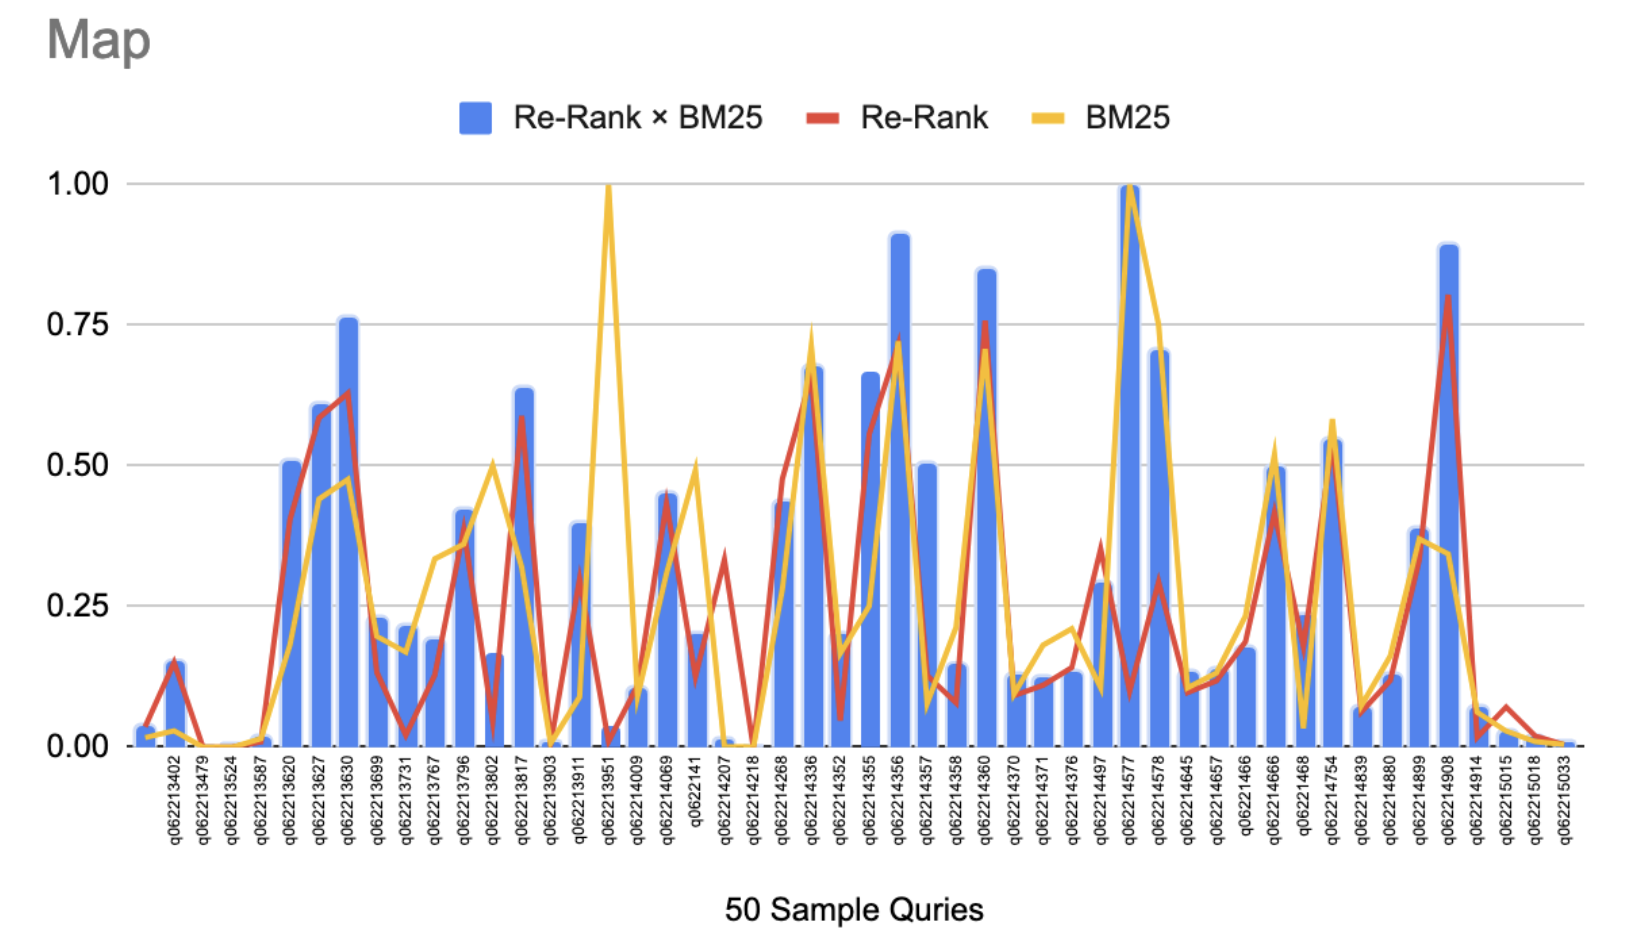 Map
Re-Rank × BM25 Re-Rank BM25
1.00
0.75
0.50
0.25
0.00
q062213402
q062213479
q062213524
q062213587
q062213620
q062213627
q062213630
q062213699
q062213731
q062213767
q062213796
q062213802
q062213817
q062213903
q062213911
q062213951
q062214009
q062214069
q0622141
q062214207
q062214218
q062214268
q062214336
q062214352
q062214355
q062214356
q062214357
q062214358
q062214360
q062214370
q062214371
q062214376
q062214497
q062214577
q062214578
q062214645
q062214657
q06221466
q062214666
q06221468
q062214754
q062214839
q062214880
q062214899
q062214908
q062214914
q062215015
q062215018
q062215033
50 Sample Quries